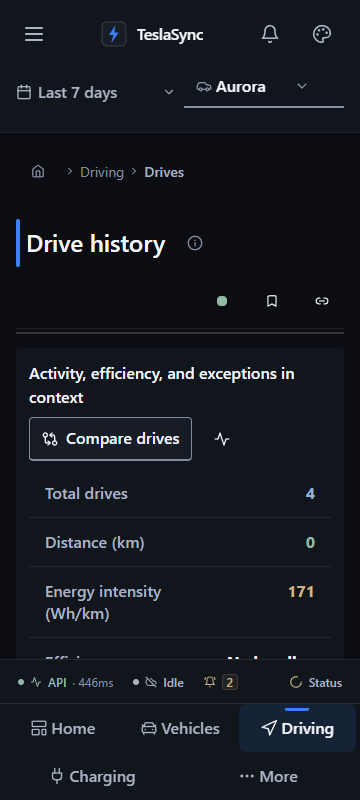 TeslaSync
Last 7 days
Aurora
Driving
Drives
Drive history
Activity, efficiency, and exceptions in
context
Compare drives
Total drives 4
Distance (km) 0
Energy intensity 171
(Wh/km)
API · 446ms Idle 2 Status
Home Vehicles Driving
Charging More